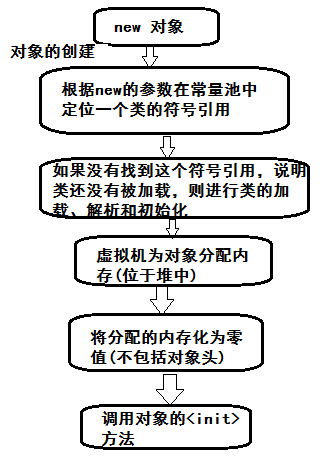 new 对象
对象的创建
根据new的参数在常量池中
定位一个类的符号引用
如果没有找到这个符号引用，说明
类还没有被加载，则进行类的加
载、解析和初始化
虚拟机为对象分配内
存(位于堆中)
将分配的内存化为零
值(不包括对象头)
调用对象的<init>
方法